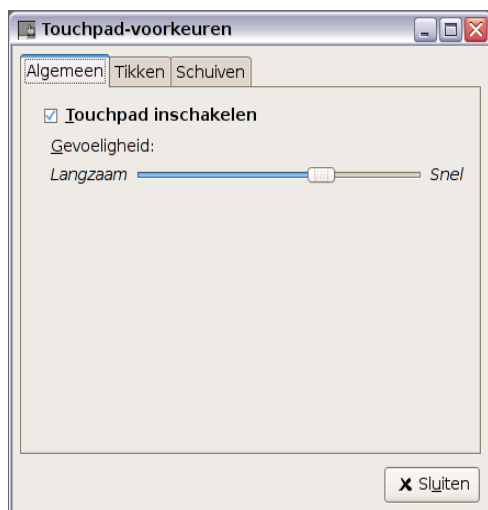 Touchpad-voorkeuren
Algemeen Tikken Schuiven
Touchpad inschakelen
Gevoeligheid:
Langzaam Snel
Sluiten